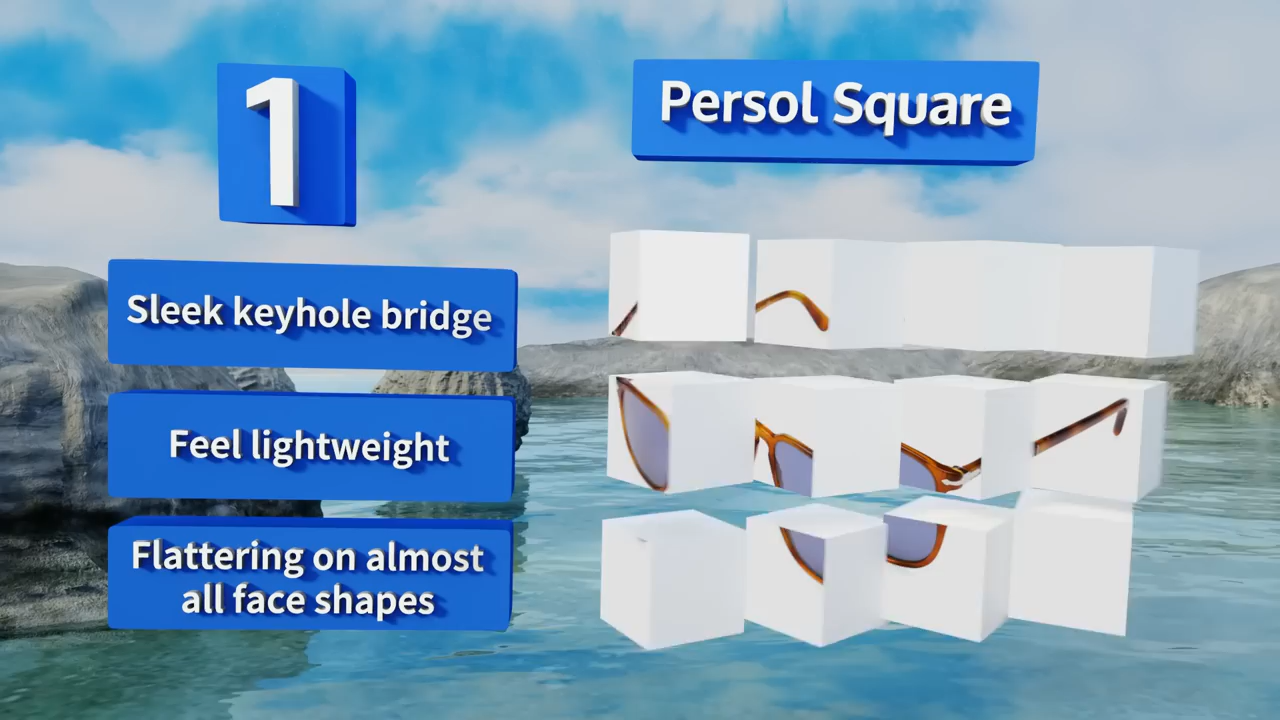 1
Persol Square
Sleek keyhole bridge
Feel lightweight
Flattering on almost
all face shapes